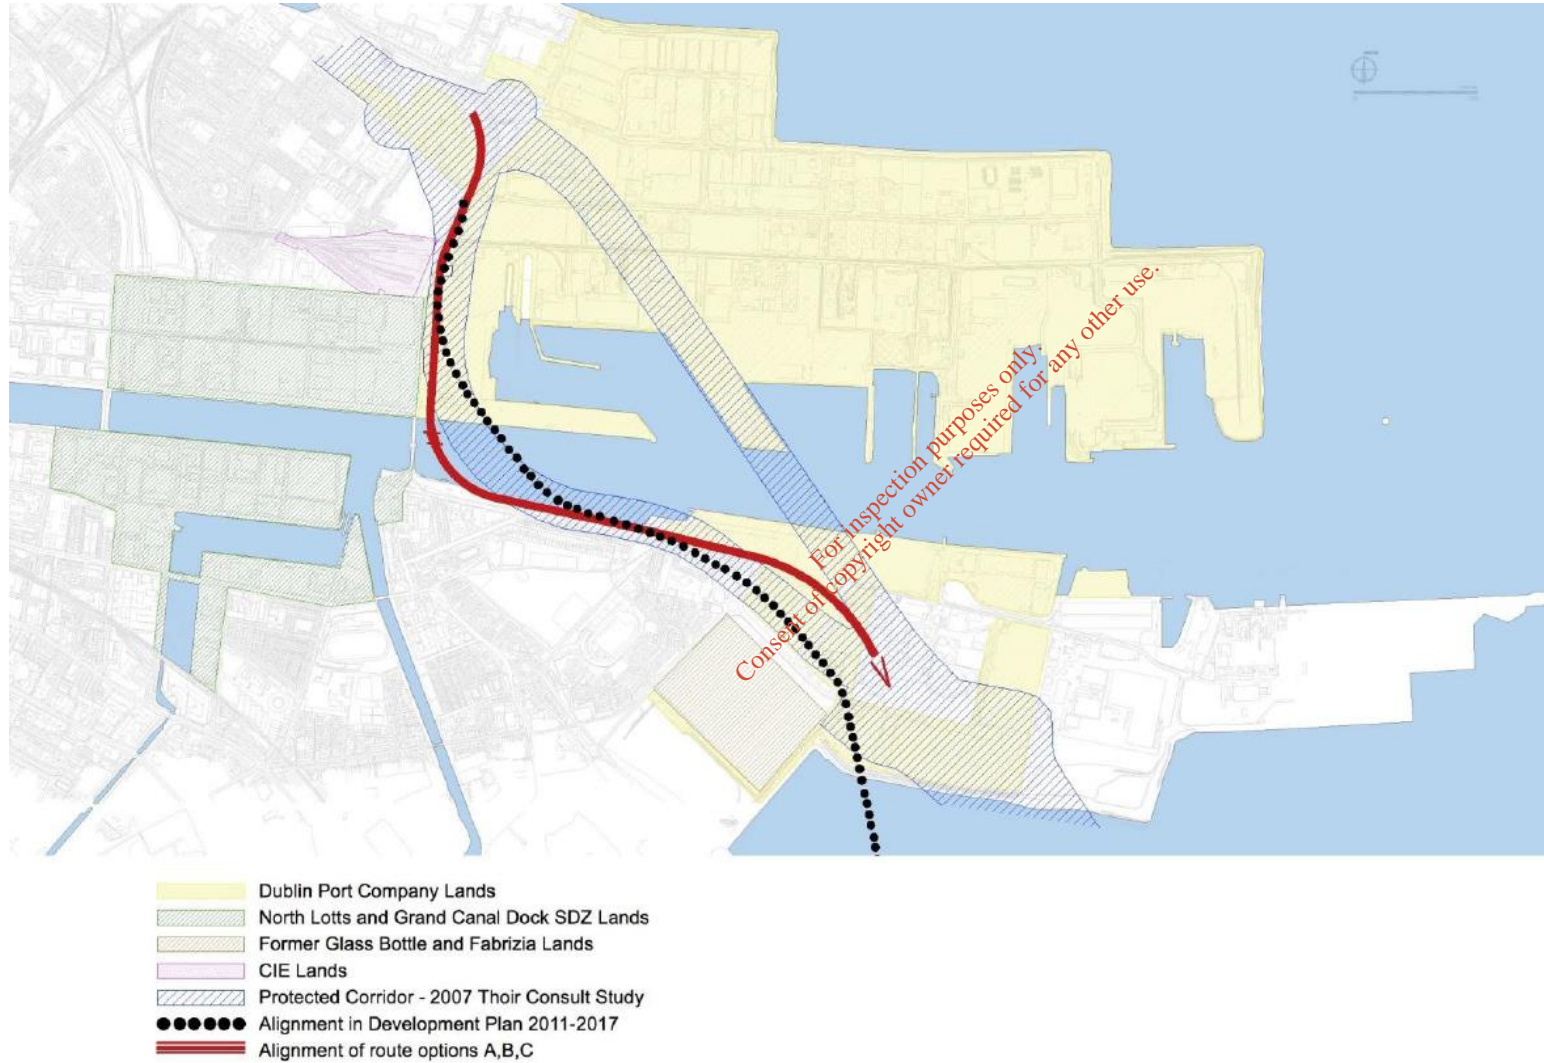 For inspection purposes only.
Consent of copyright owner required for any other use.
Dublin Port Company Lands
North Lotts and Grand Canal Dock SDZ Lands
Former Glass Bottle and Fabrizia Lands
CIE Lands
Protected Corridor - 2007 Thoir Consult Study
Alignment in Development Plan 2011-2017
Alignment of route options A,B,C